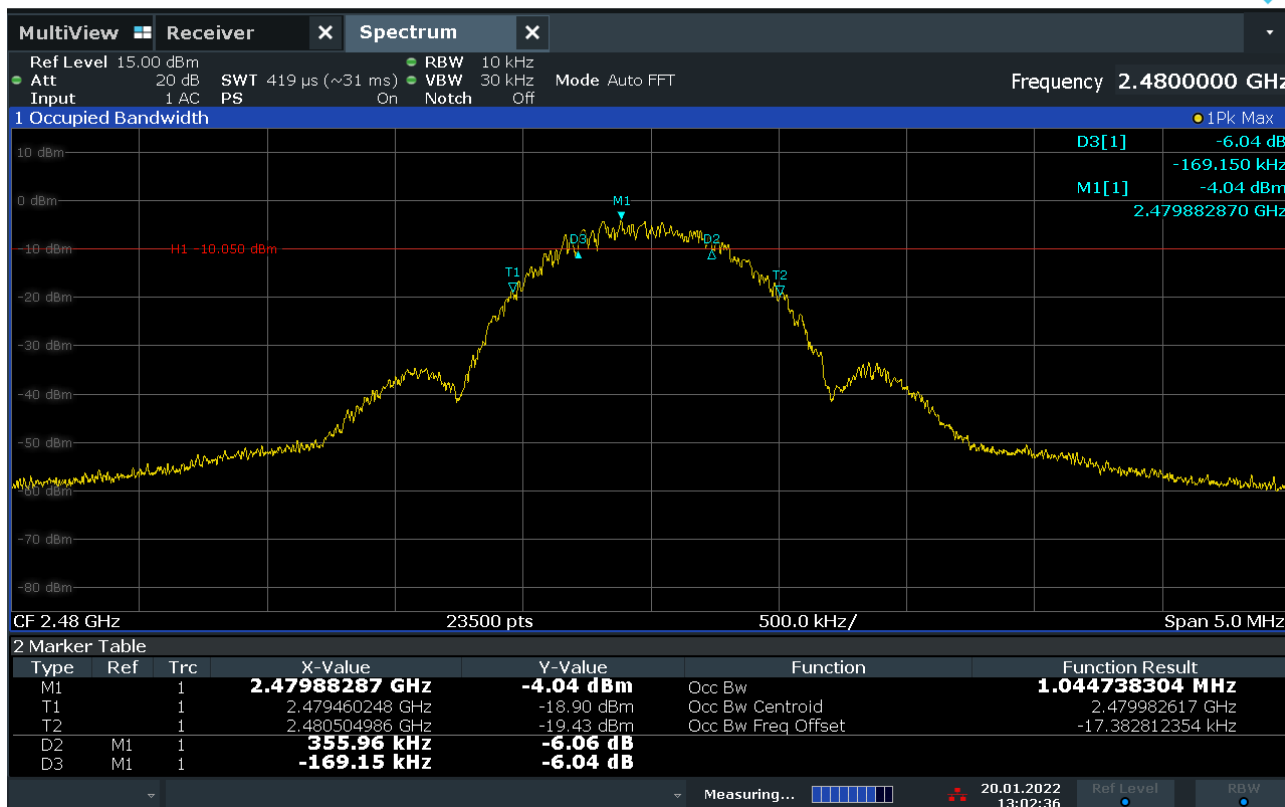 MultiView Receiver X Spectrum X
Ref Level 15.00 dBm RBW 10 kHz
Att 20 dB SWT 419 µs (~31 ms) VBW 30 kHz Mode Auto FFT Frequency 2.4800000 GHz
Input 1 AC PS On Notch Off
1 Occupied Bandwidth 1Pk Max
D3[1] -6.04 dB
-169.150 kHz
M1[1] -4.04 dBm
2.479882870 GHz
10 dBm
0 dBm
M1
D3 D2
-10 dBm H1 -10.050 dBm
T1 T2
-20 dBm
-30 dBm
-40 dBm
-50 dBm
-60 dBm
-70 dBm
-80 dBm
CF 2.48 GHz 23500 pts 500.0 kHz/ Span 5.0 MHz
2 Marker Table
Type Ref Trc X-Value Y-Value Function Function Result
M1 1 2.47988287 GHz -4.04 dBm Occ Bw 1.044738304 MHz
T1 1 2.479460248 GHz -18.90 dBm Occ Bw Centroid 2.479982617 GHz
T2 1 2.480504986 GHz -19.43 dBm Occ Bw Freq Offset -17.382812354 kHz
D2 M1 1 355.96 kHz -6.06 dB
D3 M1 1 -169.15 kHz -6.04 dB
Measuring... 20.01.2022 Ref Level RBW
13:02:36